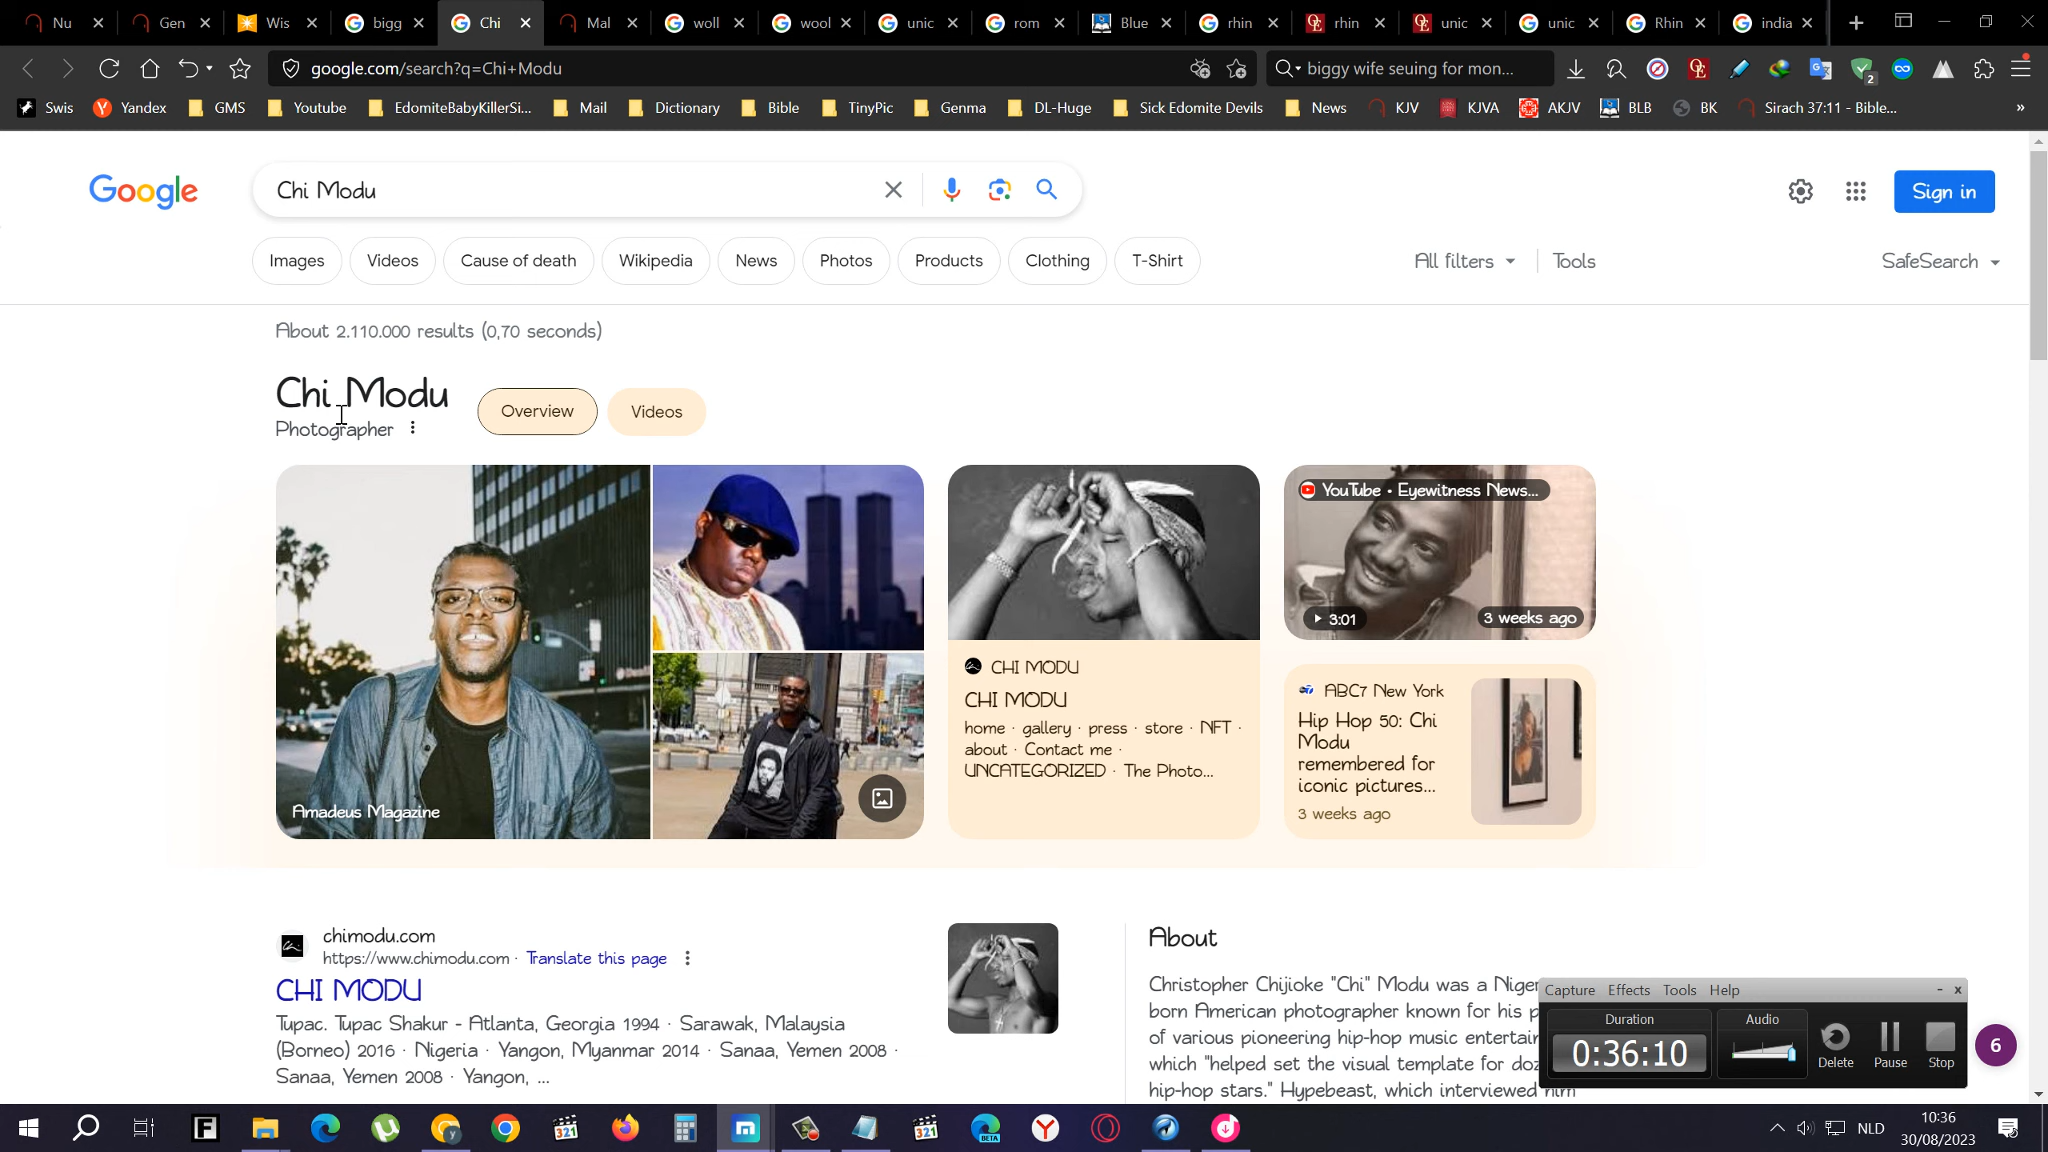 Nu
Gen
Wis
bigg
Chi
Mal
woll
wool
unic
rom
Blue
rhin
rhin
unic
unic
Rhin
india
google.com/search?q=Chi+Modu
biggy wife seuing for mon...
Swis
Yandex
GMS
Youtube
EdomiteBabyKillerSi...
Mail
Dictionary
Bible
TinyPic
Genma
DL-Huge
Sick Edomite Devils
News
KJV
KJVA
AKJV
BLB
BK
Sirach 37:11 - Bible...
»
Google
Chi Modu
Sign in
Images
Videos
Cause of death
Wikipedia
News
Photos
Products
Clothing
T-Shirt
All filters
Tools
SafeSearch
About 2.110.000 results (0,70 seconds)
Chi Modu
Photographer
Overview
Videos
Amadeus Magazine
CHI MODU
CHI MODU
home · gallery · press · store · NFT ·
about · Contact me ·
UNCATEGORIZED · The Photo...
YouTube • Eyewitness News...
3:01
3 weeks ago
ABC7 New York
Hip Hop 50: Chi
Modu
remembered for
iconic pictures...
3 weeks ago
chimodu.com
https://www.chimodu.com · Translate this page
CHI MODU
Tupac. Tupac Shakur - Atlanta, Georgia 1994 · Sarawak, Malaysia
(Borneo) 2016 · Nigeria · Yangon, Myanmar 2014 · Sanaa, Yemen 2008 ·
Sanaa, Yemen 2008 · Yangon, ...
About
Christopher Chijioke "Chi" Modu was a Niger
born American photographer known for his p
of various pioneering hip-hop music entertain
which "helped set the visual template for doz
hip-hop stars." Hypebeast, which interviewed him
Capture Effects Tools Help
Duration
0:36:10
Audio
Delete
Pause
Stop
6
321
321
BETA
NLD
10:36
30/08/2023